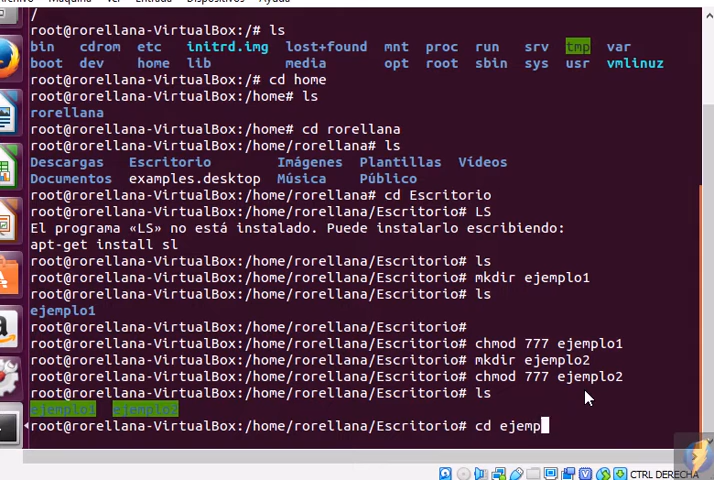 Archivo Máquina Ver Entrada Dispositivos Ayuda
/
root@rorellana-VirtualBox:/# ls
bin cdrom etc initrd.img lost+found mnt proc run srv tmp var
boot dev home lib media opt root sbin sys usr vmlinuz
root@rorellana-VirtualBox:/# cd home
root@rorellana-VirtualBox:/home# ls
rorellana
root@rorellana-VirtualBox:/home# cd rorellana
root@rorellana-VirtualBox:/home/rorellana# ls
Descargas Escritorio Imágenes Plantillas Vídeos
Documentos examples.desktop Música Público
root@rorellana-VirtualBox:/home/rorellana# cd Escritorio
root@rorellana-VirtualBox:/home/rorellana/Escritorio# LS
El programa «LS» no está instalado. Puede instalarlo escribiendo:
apt-get install sl
root@rorellana-VirtualBox:/home/rorellana/Escritorio# ls
root@rorellana-VirtualBox:/home/rorellana/Escritorio# mkdir ejemplo1
root@rorellana-VirtualBox:/home/rorellana/Escritorio# ls
ejemplo1
root@rorellana-VirtualBox:/home/rorellana/Escritorio#
root@rorellana-VirtualBox:/home/rorellana/Escritorio# chmod 777 ejemplo1
root@rorellana-VirtualBox:/home/rorellana/Escritorio# mkdir ejemplo2
root@rorellana-VirtualBox:/home/rorellana/Escritorio# chmod 777 ejemplo2
root@rorellana-VirtualBox:/home/rorellana/Escritorio# ls
ejemplo1 ejemplo2
root@rorellana-VirtualBox:/home/rorellana/Escritorio# cd ejemp
CTRL DERECHA